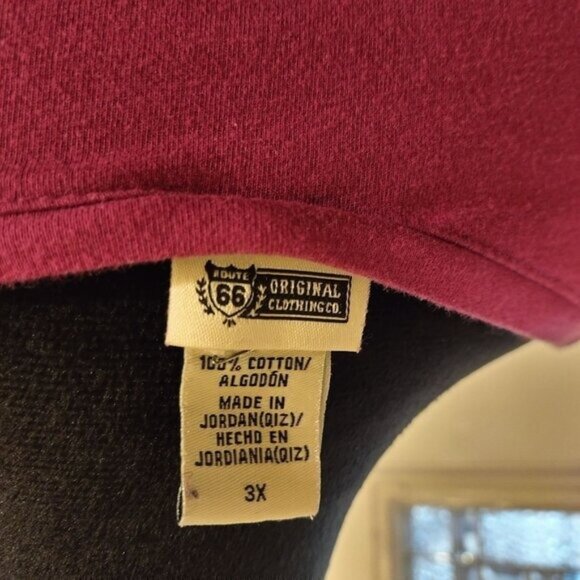 ROUTE
66
ORIGINAL
CLOTHING CO.
100% COTTON/
ALGODÓN
MADE IN
JORDAN(QIZ)/
HECHO EN
JORDIANIA(QIZ)
3X